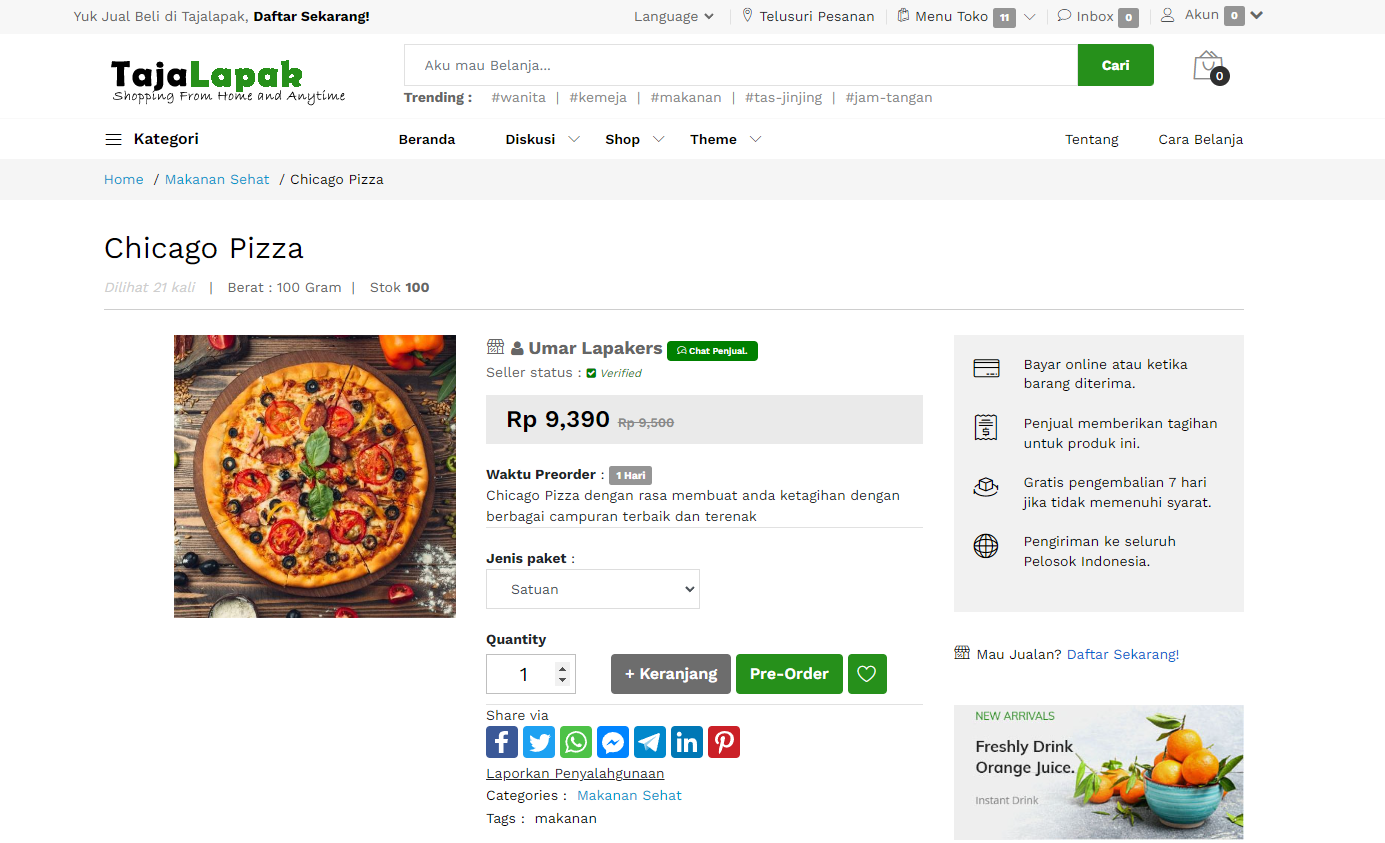 Yuk Jual Beli di Tajalapak, Daftar Sekarang!
Language
Telusuri Pesanan
Menu Toko 11
Inbox 0
Akun 0
TajaLapak
Shopping From Home and Anytime
Aku mau Belanja...
Cari
0
Trending : #wanita | #kemeja | #makanan | #tas-jinjing | #jam-tangan
Kategori
Beranda
Diskusi
Shop
Theme
Tentang
Cara Belanja
Home / Makanan Sehat / Chicago Pizza
Chicago Pizza
Dilihat 21 kali | Berat : 100 Gram | Stok 100
Umar Lapakers Chat Penjual.
Seller status : Verified
Rp 9,390 Rp 9,500
Waktu Preorder : 1 Hari
Chicago Pizza dengan rasa membuat anda ketagihan dengan
berbagai campuran terbaik dan terenak
Jenis paket :
Satuan
Quantity
1
+ Keranjang
Pre-Order
Share via
Laporkan Penyalahgunaan
Categories : Makanan Sehat
Tags : makanan
Bayar online atau ketika
barang diterima.
Penjual memberikan tagihan
untuk produk ini.
Gratis pengembalian 7 hari
jika tidak memenuhi syarat.
Pengiriman ke seluruh
Pelosok Indonesia.
Mau Jualan? Daftar Sekarang!
NEW ARRIVALS
Freshly Drink
Orange Juice.
Instant Drink